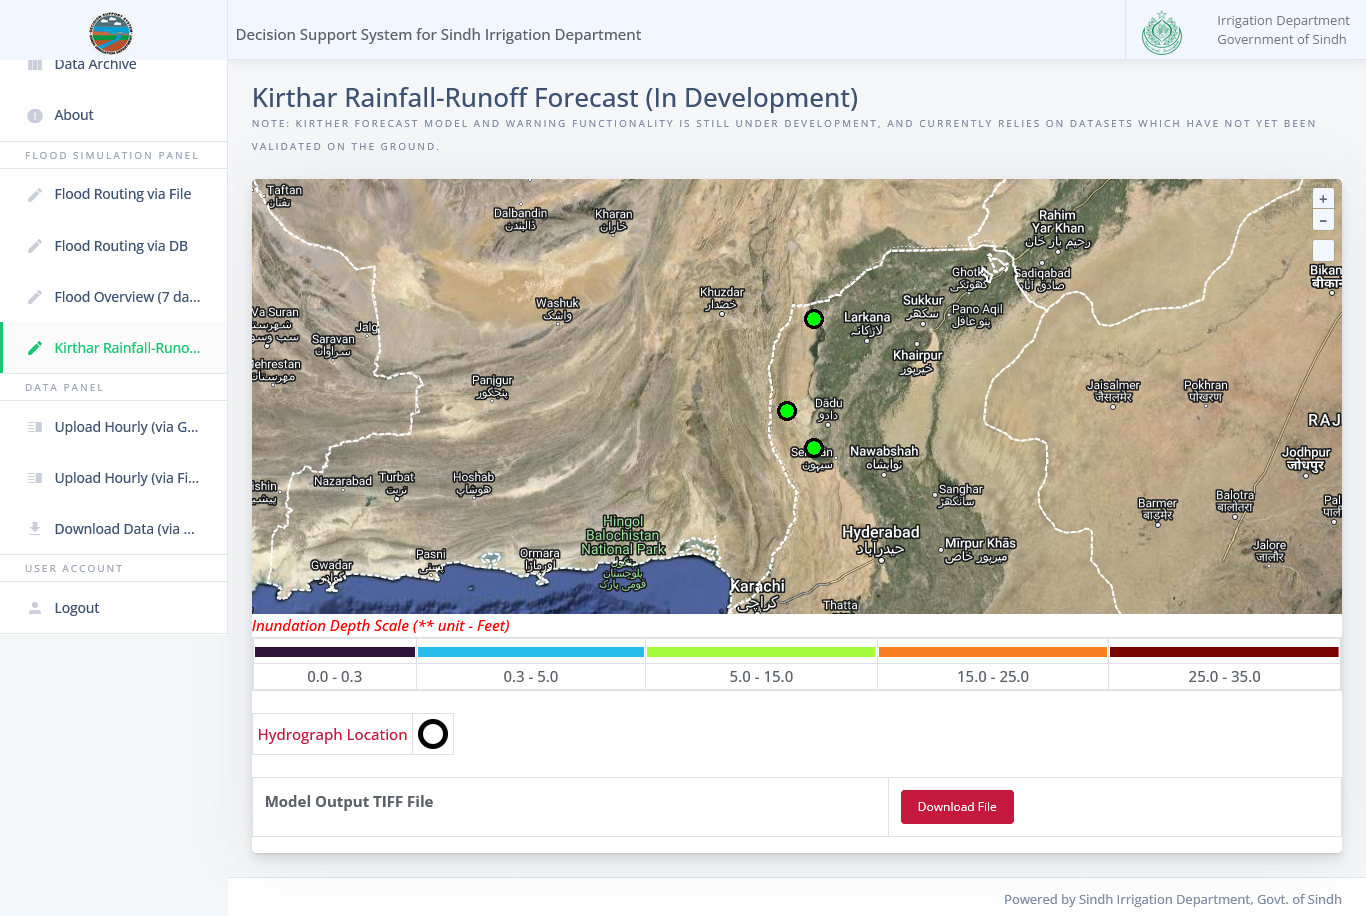 Decision Support System for Sindh Irrigation Department
Irrigation Department
Government of Sindh
Data Archive
About
FLOOD SIMULATION PANEL
Flood Routing via File
Flood Routing via DB
Flood Overview (7 da...
Kirthar Rainfall-Runo...
DATA PANEL
Upload Hourly (via G...
Upload Hourly (via Fi...
Download Data (via ...
USER ACCOUNT
Logout
Kirthar Rainfall-Runoff Forecast (In Development)
NOTE: KIRTHER FORECAST MODEL AND WARNING FUNCTIONALITY IS STILL UNDER DEVELOPMENT, AND CURRENTLY RELIES ON DATASETS WHICH HAVE NOT YET BEEN
VALIDATED ON THE GROUND.
Taftan
تفتان
Dalbandin
دالبندین
Kharan
خاران
Rahim
Yar Khan
رحیم یار خان
+
–
Khuzdar
خضدار
Washuk
واشک
Ghotki
گھوٹکی
Sadiqabad
صادق آباد
Bikan
बीकान
Sukkur
سکھر
Pano Aqil
پنو عاقل
Larkana
لاڑکانہ
Khairpur
خیرپور
Va Suran
Jalg
Saravan
سراوان
Mehrestan
مهرستان
Panjgur
پنجگور
Jaisalmer
जैसलमेर
Pokhran
पोखरण
Dadu
دادو
RAJ
Sehwan
سیہون
Nawabshah
نوابشاہ
Jodhpur
जोधपुर
Nazarabad
Turbat
تربت
Hoshab
ھوشاپ
ishin
پیشی
Sanghar
سانگھڑ
Barmer
बाड़मेर
Balotra
बालोतरा
Pal
पाली
Hingol
Balochistan
National Park
ہنگول
بلوچستان
قومی پارک
Hyderabad
حیدرآباد
Mīrpur Khās
میرپور خاص
Jalore
जालौर
Gwadar
گوادر
Pasni
پسنی
Ormara
اورماڑا
Karachi
کراچی
Thatta
Inundation Depth Scale (** unit - Feet)
0.0 - 0.3
0.3 - 5.0
5.0 - 15.0
15.0 - 25.0
25.0 - 35.0
Hydrograph Location
Model Output TIFF File
Download File
Powered by Sindh Irrigation Department, Govt. of Sindh